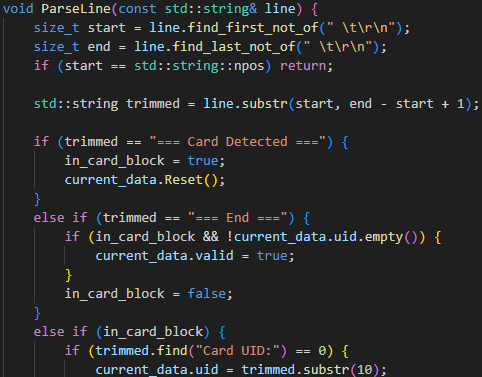 void ParseLine(const std::string& line) {
    size_t start = line.find_first_not_of(" \t\r\n");
    size_t end = line.find_last_not_of(" \t\r\n");
    if (start == std::string::npos) return;

    std::string trimmed = line.substr(start, end - start + 1);

    if (trimmed == "=== Card Detected ===") {
        in_card_block = true;
        current_data.Reset();
    }
    else if (trimmed == "=== End ===") {
        if (in_card_block && !current_data.uid.empty()) {
            current_data.valid = true;
        }
        in_card_block = false;
    }
    else if (in_card_block) {
        if (trimmed.find("Card UID:") == 0) {
            current_data.uid = trimmed.substr(10);